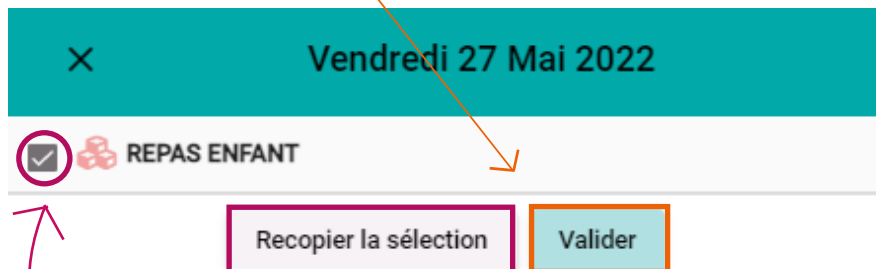 Vendredi 27 Mai 2022
REPAS ENFANT
Recopier la sélection Valider